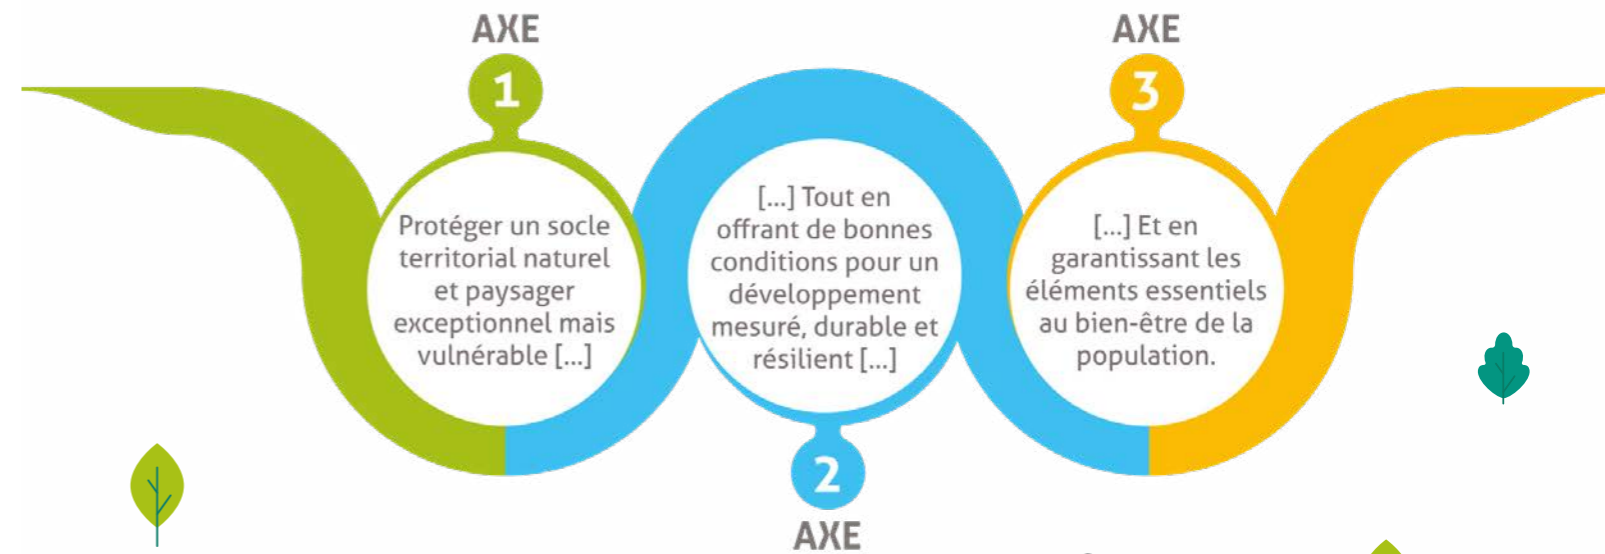 AXE
1
Protéger un socle
territorial naturel
et paysager
exceptionnel mais
vulnérable [...]
[...] Tout en
offrant de bonnes
conditions pour un
développement
mesuré, durable et
résilient [...]
2
AXE
AXE
3
[...] Et en
garantissant les
éléments essentiels
au bien-être de la
population.